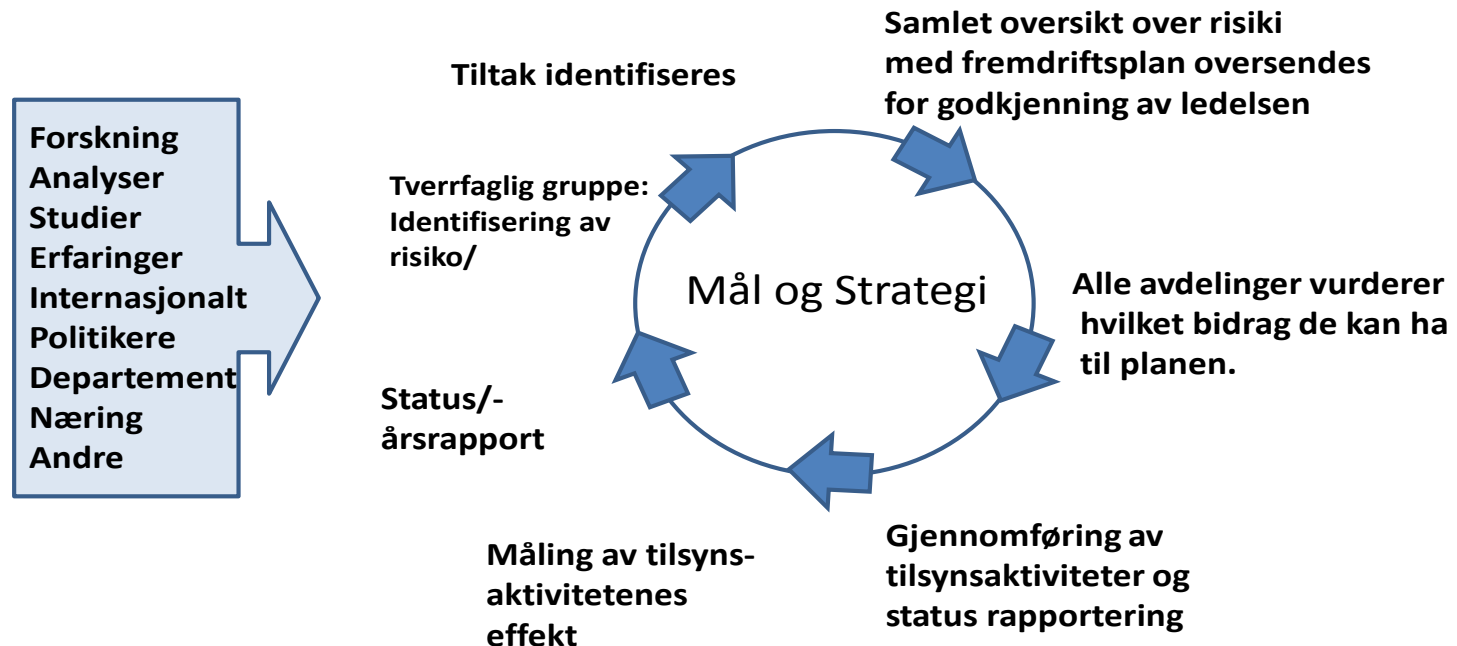 Forskning
Analyser
Studier
Erfaringer
Internasjonalt
Politikere
Departement
Næring
Andre
Tiltak identifiseres
Samlet oversikt over risiki
med fremdriftsplan oversendes
for godkjenning av ledelsen
Tverrfaglig gruppe:
Identifisering av
risiko/
Mål og Strategi
Alle avdelinger vurderer
hvilket bidrag de kan ha
til planen.
Status/-
årsrapport
Måling av tilsyns-
aktivitetenes
effekt
Gjennomføring av
tilsynsaktiviteter og
status rapportering